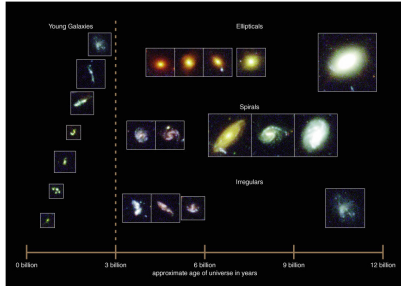 Young Galaxies
Ellipticals
Spirals
Irregulars
0 billion
3 billion
6 billion
9 billion
12 billion
approximate age of universe in years